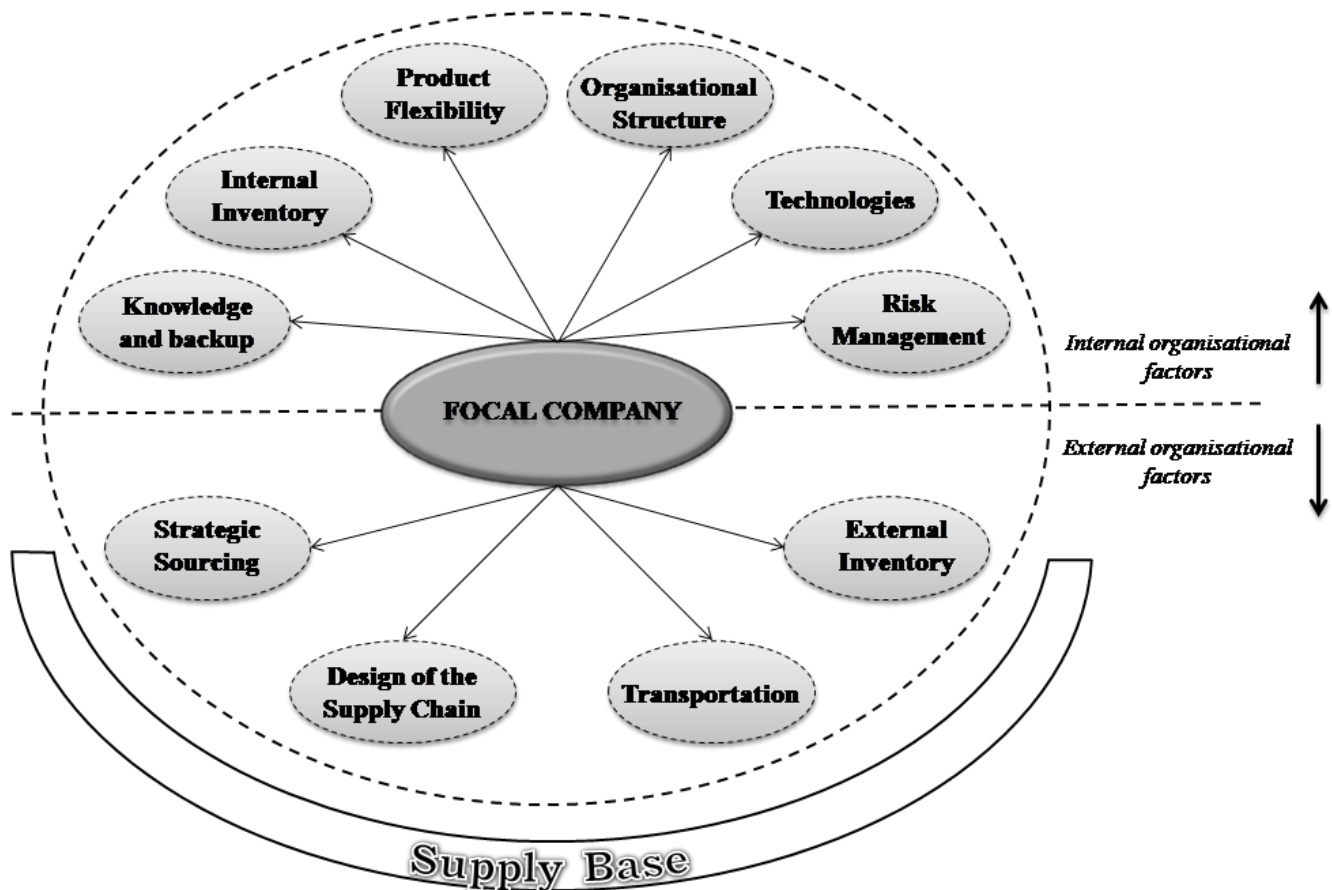 Product
Flexibility
Organisational
Structure
Internal
Inventory
Technologies
Knowledge
and backup
Risk
Management
Internal organisational
factors
FOCAL COMPANY
External organisational
factors
Strategic
Sourcing
External
Inventory
Design of the
Supply Chain
Transportation
Supply Base